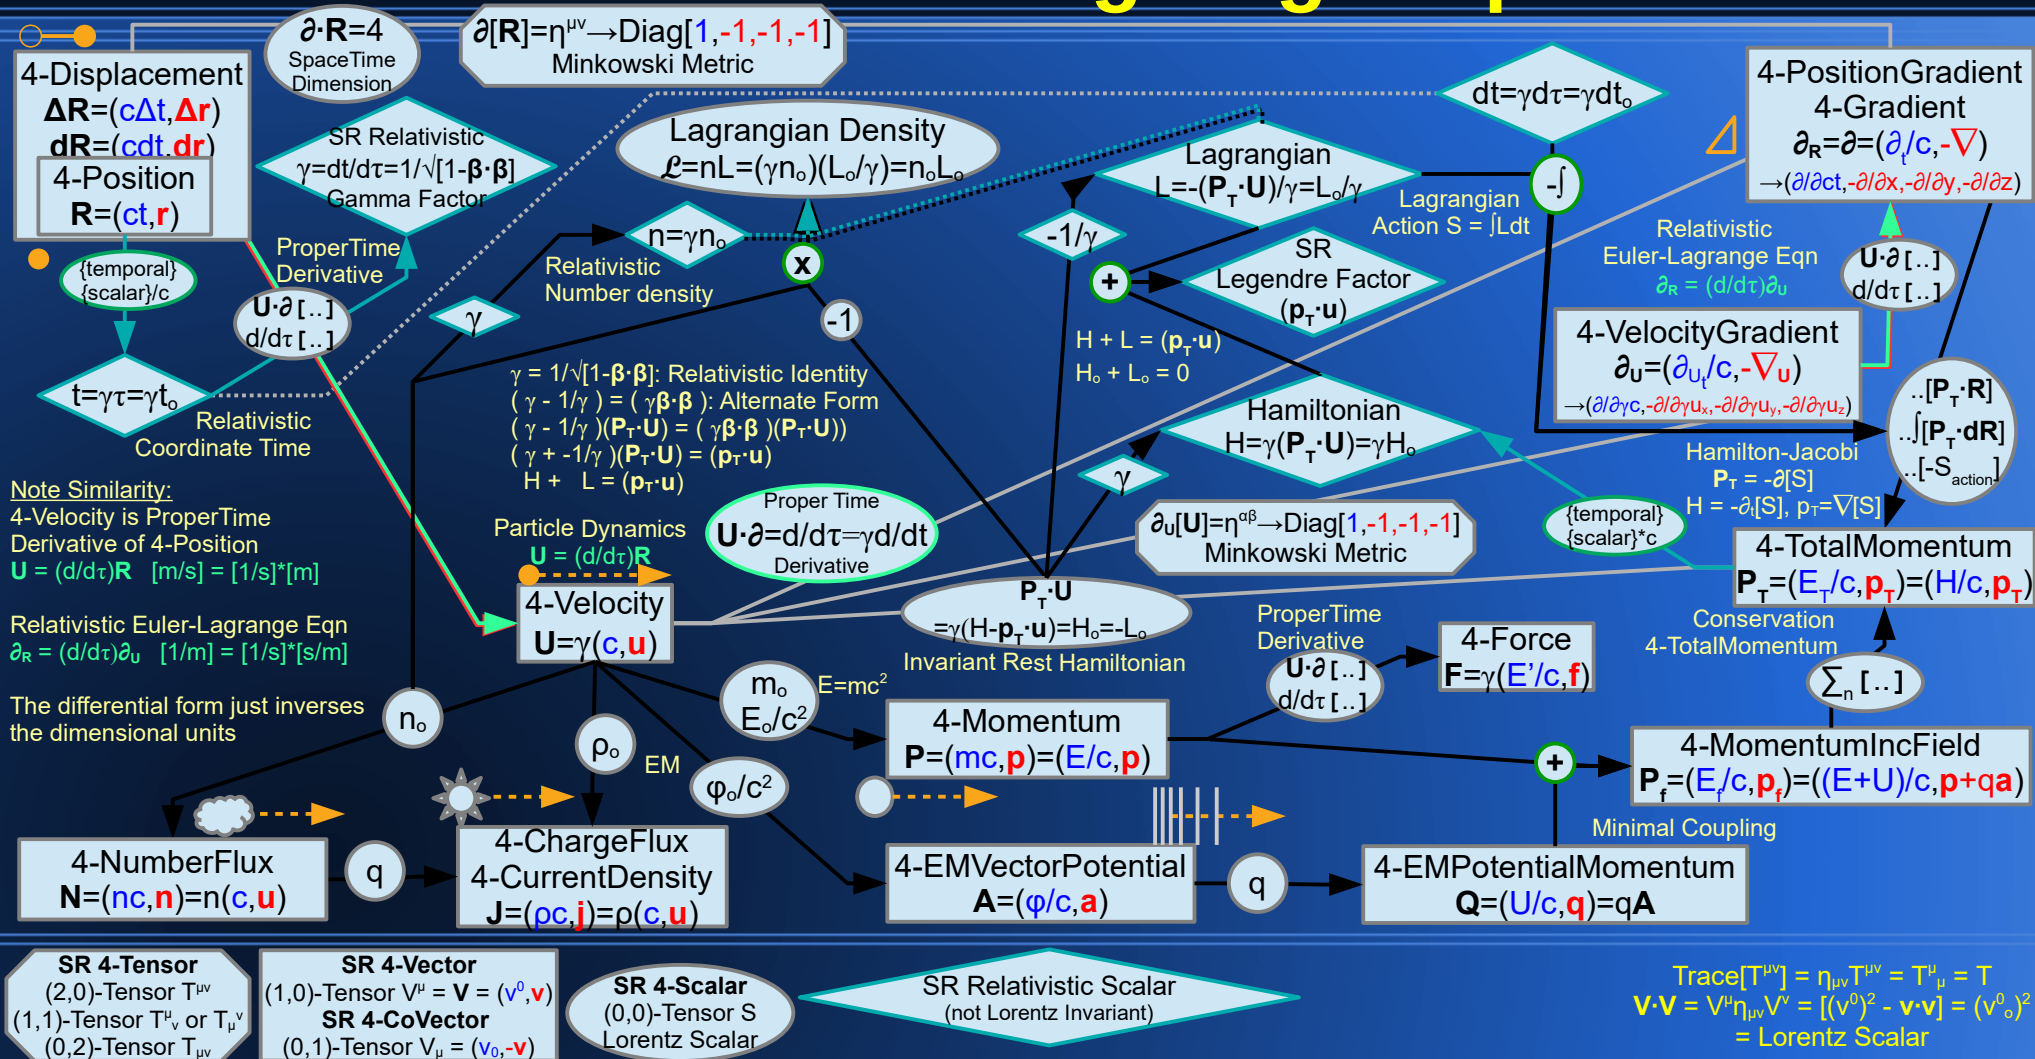 ∂·R=4
SpaceTime
Dimension
∂[R]=η^μν→Diag[1,-1,-1,-1]
Minkowski Metric
4-Displacement
ΔR=(cΔt,Δr)
dR=(cdt,dr)
4-Position
R=(ct,r)
SR Relativistic
γ=dt/dτ=1/√[1-β·β]
Gamma Factor
Lagrangian Density
ℒ=nL=(γn₀)(L₀/γ)=n₀L₀
dt=γdτ=γdt₀
4-PositionGradient
4-Gradient
∂_R=∂=(∂_t/c,-∇)
→(∂/∂ct,-∂/∂x,-∂/∂y,-∂/∂z)
Lagrangian
L=-(P_T·U)/γ=L₀/γ
-∫
Lagrangian
Action S = ∫Ldt
{temporal}
{scalar}/c
ProperTime
Derivative
U·∂[..]
d/dτ[..]
n=γn₀
Relativistic
Number density
γ
x
-1
-1/γ
+
SR
Legendre Factor
(p_T·u)
Relativistic
Euler-Lagrange Eqn
∂_R = (d/dτ)∂_U
U·∂[..]
d/dτ[..]
4-VelocityGradient
∂_U=(∂_Ut/c,-∇_U)
→(∂/∂γc,-∂/∂γu_x,-∂/∂γu_y,-∂/∂γu_z)
t=γτ=γt₀
Relativistic
Coordinate Time
γ = 1/√[1-β·β]: Relativistic Identity
( γ - 1/γ ) = ( γβ·β ): Alternate Form
( γ - 1/γ )(P_T·U) = ( γβ·β )(P_T·U))
( γ + -1/γ )(P_T·U) = (p_T·u)
H + L = (p_T·u)
H + L = (p_T·u)
H₀ + L₀ = 0
Hamiltonian
H=γ(P_T·U)=γH₀
γ
..[P_T·R]
..∫[P_T·dR]
..[-S_action]
Hamilton-Jacobi
P_T = -∂[S]
H = -∂_t[S], p_T=∇[S]
Note Similarity:
4-Velocity is ProperTime
Derivative of 4-Position
U = (d/dτ)R [m/s] = [1/s]*[m]
Relativistic Euler-Lagrange Eqn
∂_R = (d/dτ)∂_U [1/m] = [1/s]*[s/m]
The differential form just inverses
the dimensional units
Particle Dynamics
U = (d/dτ)R
Proper Time
U·∂=d/dτ=γd/dt
Derivative
∂_U[U]=η^αβ→Diag[1,-1,-1,-1]
Minkowski Metric
{temporal}
{scalar}*c
4-TotalMomentum
P_T=(E_T/c,p_T)=(H/c,p_T)
4-Velocity
U=γ(c,u)
P_T·U
=γ(H-p_T·u)=H₀=-L₀
Invariant Rest Hamiltonian
ProperTime
Derivative
U·∂[..]
d/dτ[..]
4-Force
F=γ(E'/c,f)
Conservation
4-TotalMomentum
∑_n[..]
n₀
ρ₀
EM
m₀
E₀/c²
E=mc²
φ₀/c²
4-Momentum
P=(mc,p)=(E/c,p)
+
4-MomentumIncField
P_f=(E_f/c,p_f)=((E+U)/c,p+qa)
Minimal Coupling
4-NumberFlux
N=(nc,n)=n(c,u)
q
4-ChargeFlux
4-CurrentDensity
J=(ρc,j)=ρ(c,u)
4-EMVectorPotential
A=(φ/c,a)
q
4-EMPotentialMomentum
Q=(U/c,q)=qA
SR 4-Tensor
(2,0)-Tensor T^μν
(1,1)-Tensor T^μ_ν or T_μ^ν
(0,2)-Tensor T_μν
SR 4-Vector
(1,0)-Tensor V^μ = V = (v⁰,v)
SR 4-CoVector
(0,1)-Tensor V_μ = (v₀,-v)
SR 4-Scalar
(0,0)-Tensor S
Lorentz Scalar
SR Relativistic Scalar
(not Lorentz Invariant)
Trace[T^μν] = η_μνT^μν = T^μ_μ = T
V·V = V^μη_μνV^ν = [(v⁰)² - v·v] = (v⁰₀)²
= Lorentz Scalar